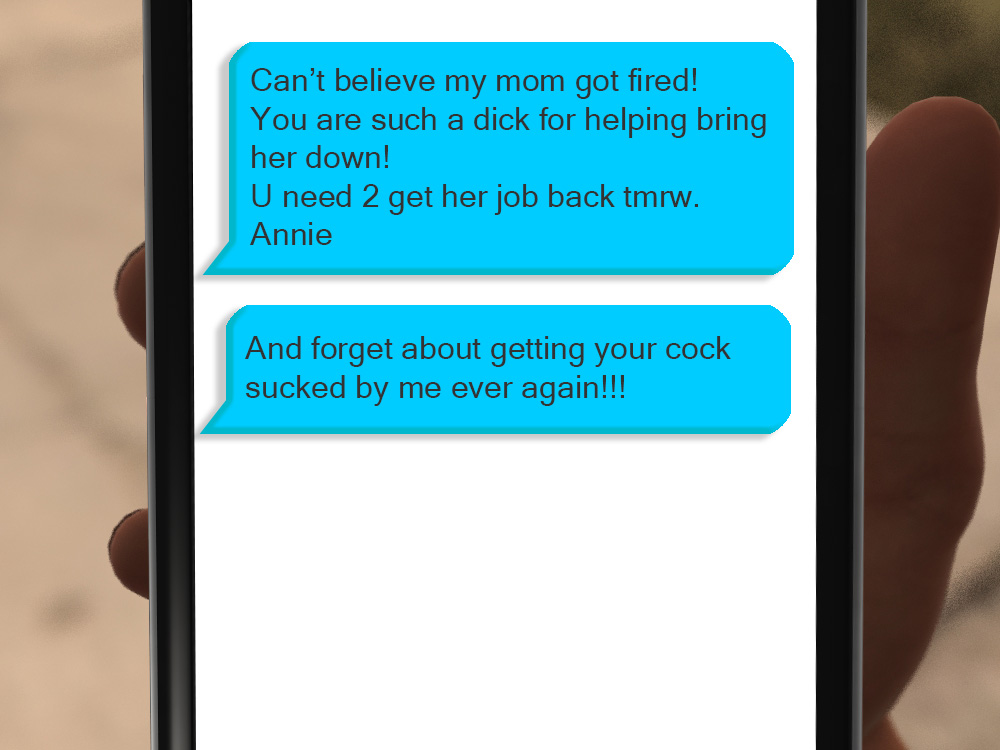 Can’t believe my mom got fired!
You are such a dick for helping bring
her down!
U need 2 get her job back tmrw.
Annie
And forget about getting your cock
sucked by me ever again!!!